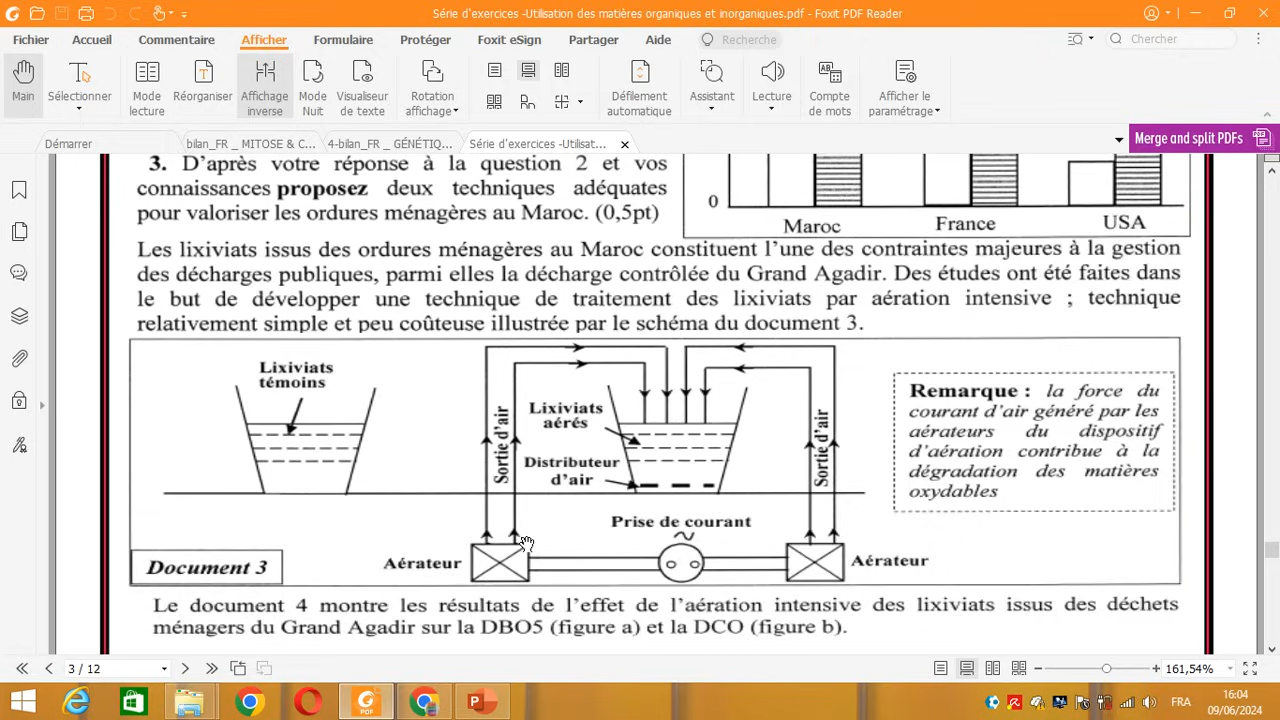 Série d'exercices -Utilisation des matières organiques et inorganiques.pdf - Foxit PDF Reader
Fichier Accueil Commentaire Afficher Formulaire Protéger Foxit eSign Partager Aide Recherche Chercher
Main Sélectionner Mode lecture Réorganiser Affichage inverse Mode Nuit Visualiseur de texte Rotation affichage Défilement automatique Assistant Lecture Compte de mots Afficher le paramétrage
Démarrer bilan_FR _ MITOSE & C... 4-bilan_FR _ GÉNÉTIQ... Série d'exercices -Utilisat... Merge and split PDFs
3. D'après votre réponse à la question 2 et vos
connaissances proposez deux techniques adéquates
pour valoriser les ordures ménagères au Maroc. (0,5pt)
0
Maroc France USA
Les lixiviats issus des ordures ménagères au Maroc constituent l'une des contraintes majeures à la gestion
des décharges publiques, parmi elles la décharge contrôlée du Grand Agadir. Des études ont été faites dans
le but de développer une technique de traitement des lixiviats par aération intensive ; technique
relativement simple et peu coûteuse illustrée par le schéma du document 3.
Lixiviats
témoins
Sortie d'air
Lixiviats
aérés
Distributeur
d'air
Sortie d'air
Prise de courant
Aérateur
Aérateur
Document 3
Remarque : la force du
courant d'air généré par les
aérateurs du dispositif
d'aération contribue à la
dégradation des matières
oxydables
Le document 4 montre les résultats de l'effet de l'aération intensive des lixiviats issus des déchets
ménagers du Grand Agadir sur la DBO5 (figure a) et la DCO (figure b).
3 / 12 161,54%
FRA
16:04
09/06/2024